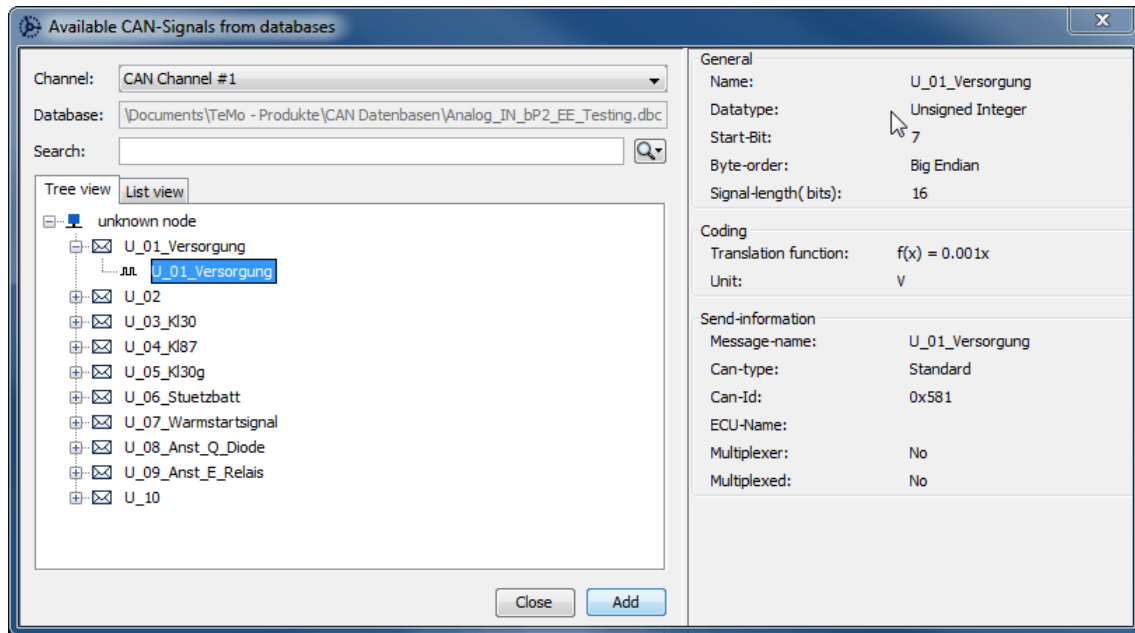 Available CAN-Signals from databases
Channel: CAN Channel #1
Database: \Documents\TeMo - Produkte\CAN Datenbasen\Analog_IN_bP2_EE_Testing.dbc
Search:
Tree view List view
unknown node
U_01_Versorgung
U_01_Versorgung
U_02
U_03_Kl30
U_04_Kl87
U_05_Kl30g
U_06_Stuetzbatt
U_07_Warmstartsignal
U_08_Anst_Q_Diode
U_09_Anst_E_Relais
U_10
Close Add
General
Name: U_01_Versorgung
Datatype: Unsigned Integer
Start-Bit: 7
Byte-order: Big Endian
Signal-length( bits): 16
Coding
Translation function: f(x) = 0.001x
Unit: V
Send-information
Message-name: U_01_Versorgung
Can-type: Standard
Can-Id: 0x581
ECU-Name:
Multiplexer: No
Multiplexed: No